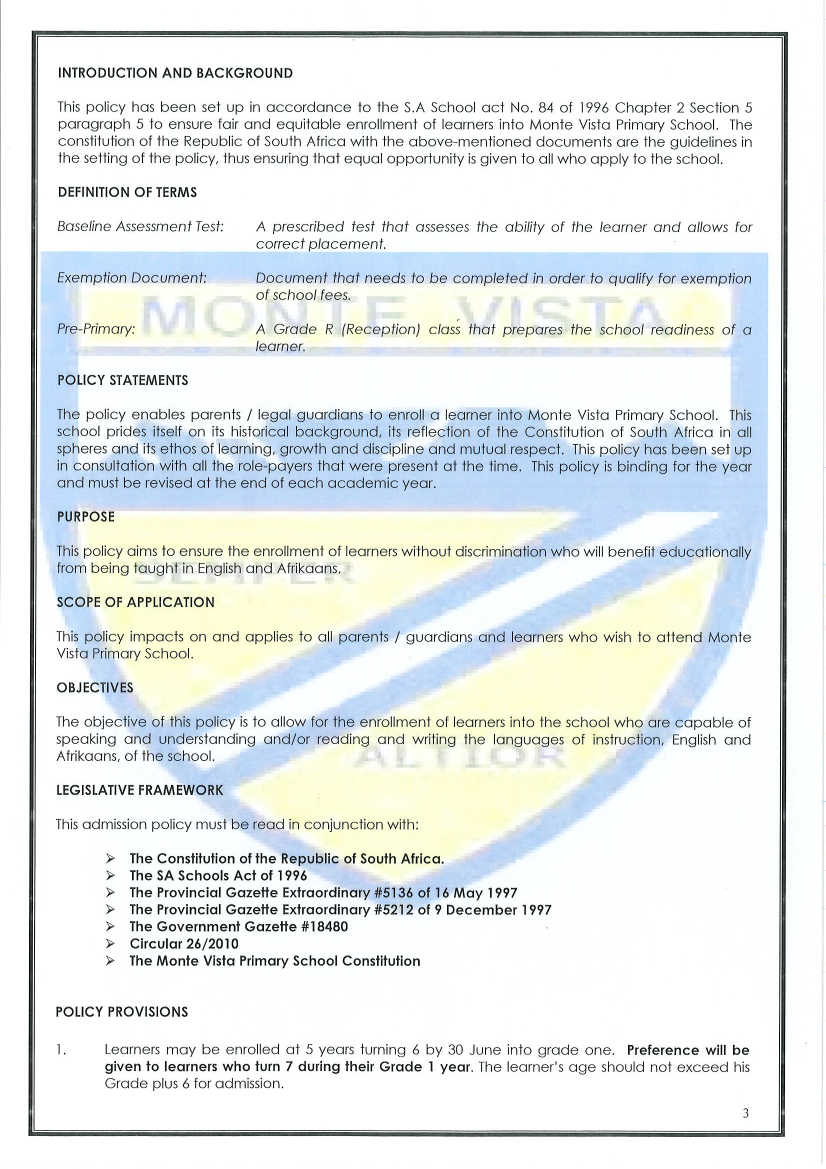 INTRODUCTION AND BACKGROUND
This policy has been set up in accordance to the S.A School act No. 84 of 1996 Chapter 2 Section 5
paragraph 5 to ensure fair and equitable enrollment of learners into Monte Vista Primary School. The
constitution of the Republic of South Africa with the above-mentioned documents are the guidelines in
the setting of the policy, thus ensuring that equal opportunity is given to all who apply to the school.
DEFINITION OF TERMS
Baseline Assessment Test: A prescribed test that assesses the ability of the learner and allows for
correct placement.
Exemption Document: Document that needs to be completed in order to qualify for exemption
of school fees.
MONTE VISTA
Pre-Primary: A Grade R (Reception) class that prepares the school readiness of a
learner.
POLICY STATEMENTS
The policy enables parents / legal guardians to enroll a learner into Monte Vista Primary School. This
school prides itself on its historical background, its reflection of the Constitution of South Africa in all
spheres and its ethos of learning, growth and discipline and mutual respect. This policy has been set up
in consultation with all the role-payers that were present at the time. This policy is binding for the year
and must be revised at the end of each academic year.
PURPOSE
This policy aims to ensure the enrollment of learners without discrimination who will benefit educationally
from being taught in English and Afrikaans.
SEMPER
SCOPE OF APPLICATION
This policy impacts on and applies to all parents / guardians and learners who wish to attend Monte
Vista Primary School.
OBJECTIVES
The objective of this policy is to allow for the enrollment of learners into the school who are capable of
speaking and understanding and/or reading and writing the languages of instruction, English and
Afrikaans, of the school.
ALTIOR
LEGISLATIVE FRAMEWORK
This admission policy must be read in conjunction with:
➢ The Constitution of the Republic of South Africa.
➢ The SA Schools Act of 1996
➢ The Provincial Gazette Extraordinary #5136 of 16 May 1997
➢ The Provincial Gazette Extraordinary #5212 of 9 December 1997
➢ The Government Gazette #18480
➢ Circular 26/2010
➢ The Monte Vista Primary School Constitution
POLICY PROVISIONS
1. Learners may be enrolled at 5 years turning 6 by 30 June into grade one. Preference will be
given to learners who turn 7 during their Grade 1 year. The learner's age should not exceed his
Grade plus 6 for admission.
3